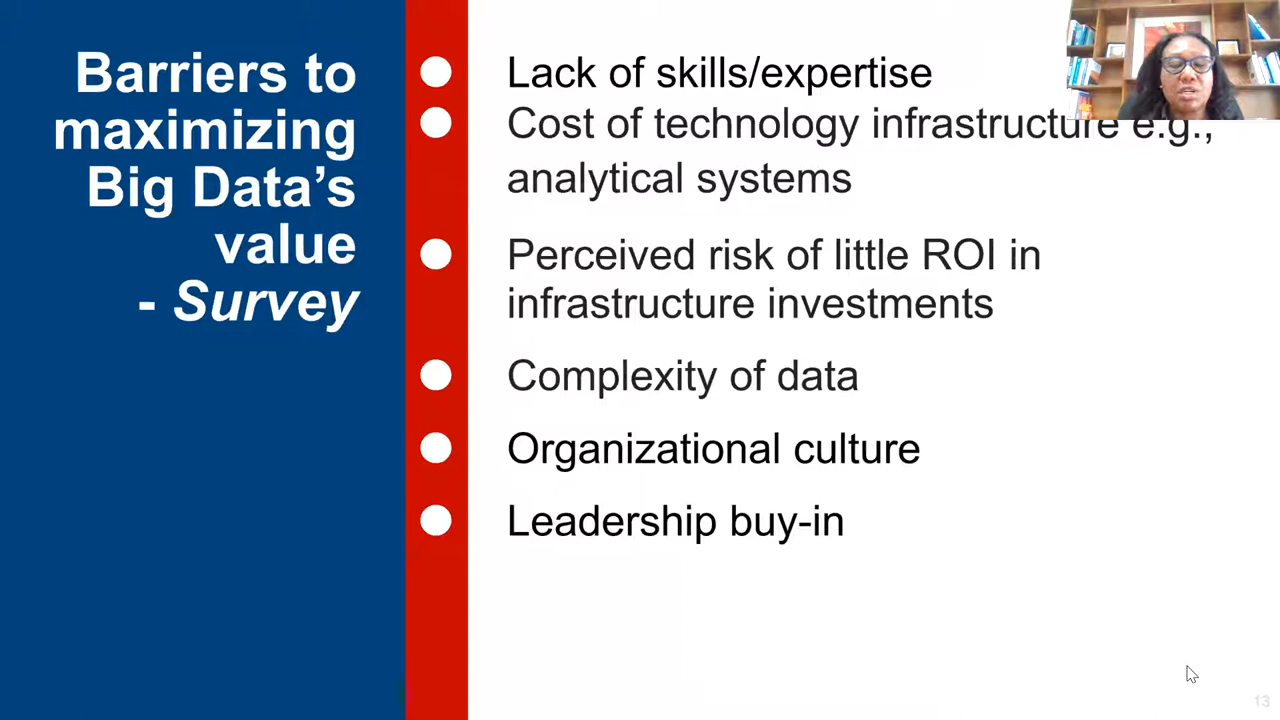 Barriers to
maximizing
Big Data’s
value
- Survey
Lack of skills/expertise
Cost of technology infrastructure e.g.,
analytical systems
Perceived risk of little ROI in
infrastructure investments
Complexity of data
Organizational culture
Leadership buy-in
13